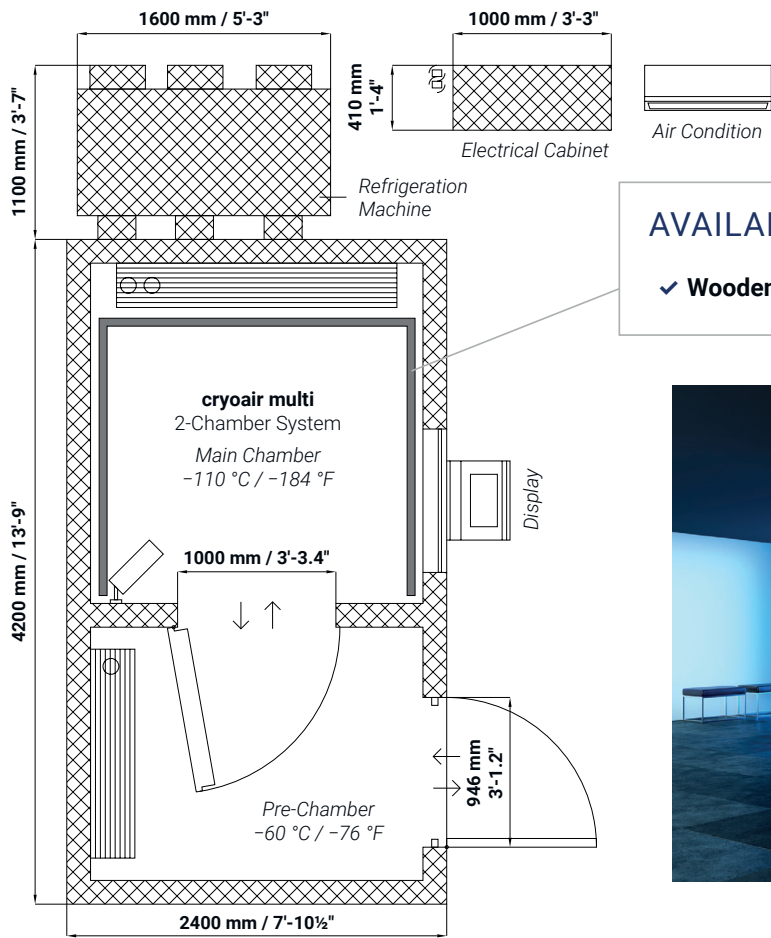 1600 mm / 5'-3"
1000 mm / 3'-3"
1100 mm / 3'-7"
410 mm
1'-4"
Electrical Cabinet
Air Condition
Refrigeration
Machine
4200 mm / 13'-9"
cryoair multi
2-Chamber System
Main Chamber
−110 °C / −184 °F
Display
1000 mm / 3'-3.4"
946 mm
3'-1.2"
Pre-Chamber
−60 °C / −76 °F
2400 mm / 7'-10½"
✓ Wooden